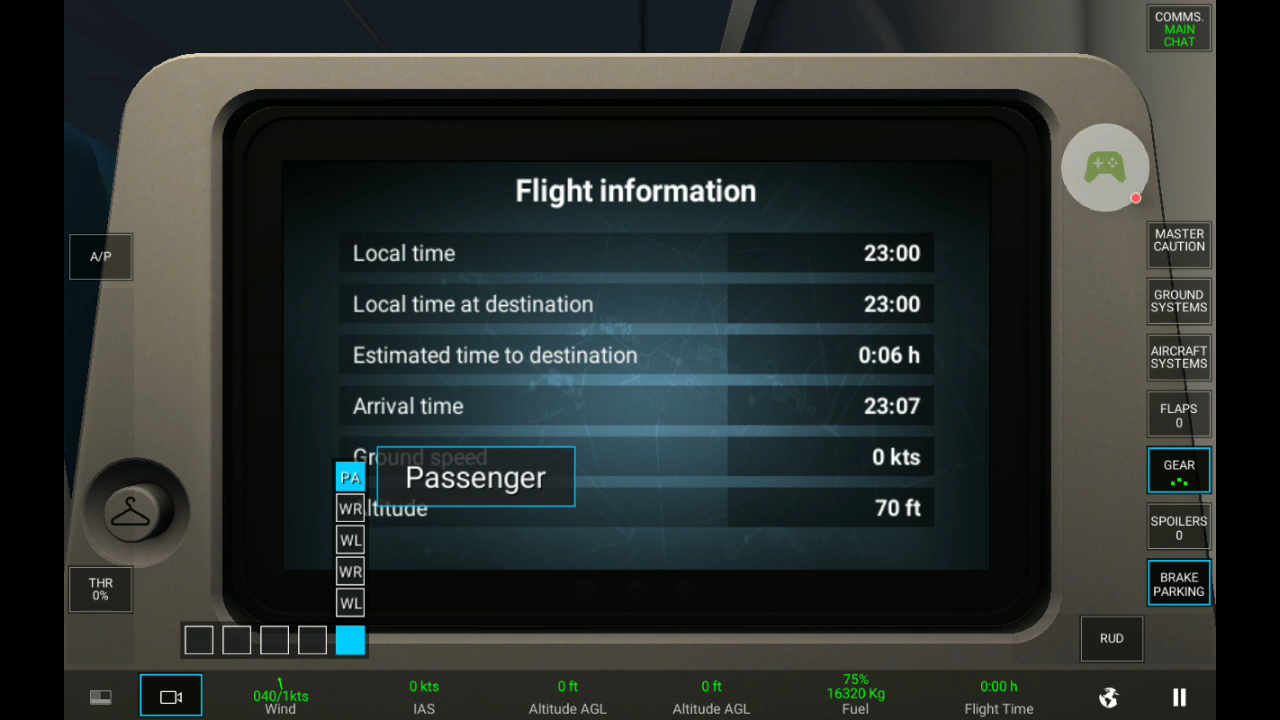 COMMS.
MAIN
CHAT
Flight information
Local time 23:00
Local time at destination 23:00
Estimated time to destination 0:06 h
Arrival time 23:07
Ground speed 0 kts
Altitude 70 ft
PA Passenger
WR
WL
WR
WL
A/P
THR
0%
MASTER
CAUTION
GROUND
SYSTEMS
AIRCRAFT
SYSTEMS
FLAPS
0
GEAR
SPOILERS
0
BRAKE
PARKING
RUD
040/1kts
Wind
0 kts
IAS
0 ft
Altitude AGL
0 ft
Altitude AGL
75%
16320 Kg
Fuel
0:00 h
Flight Time